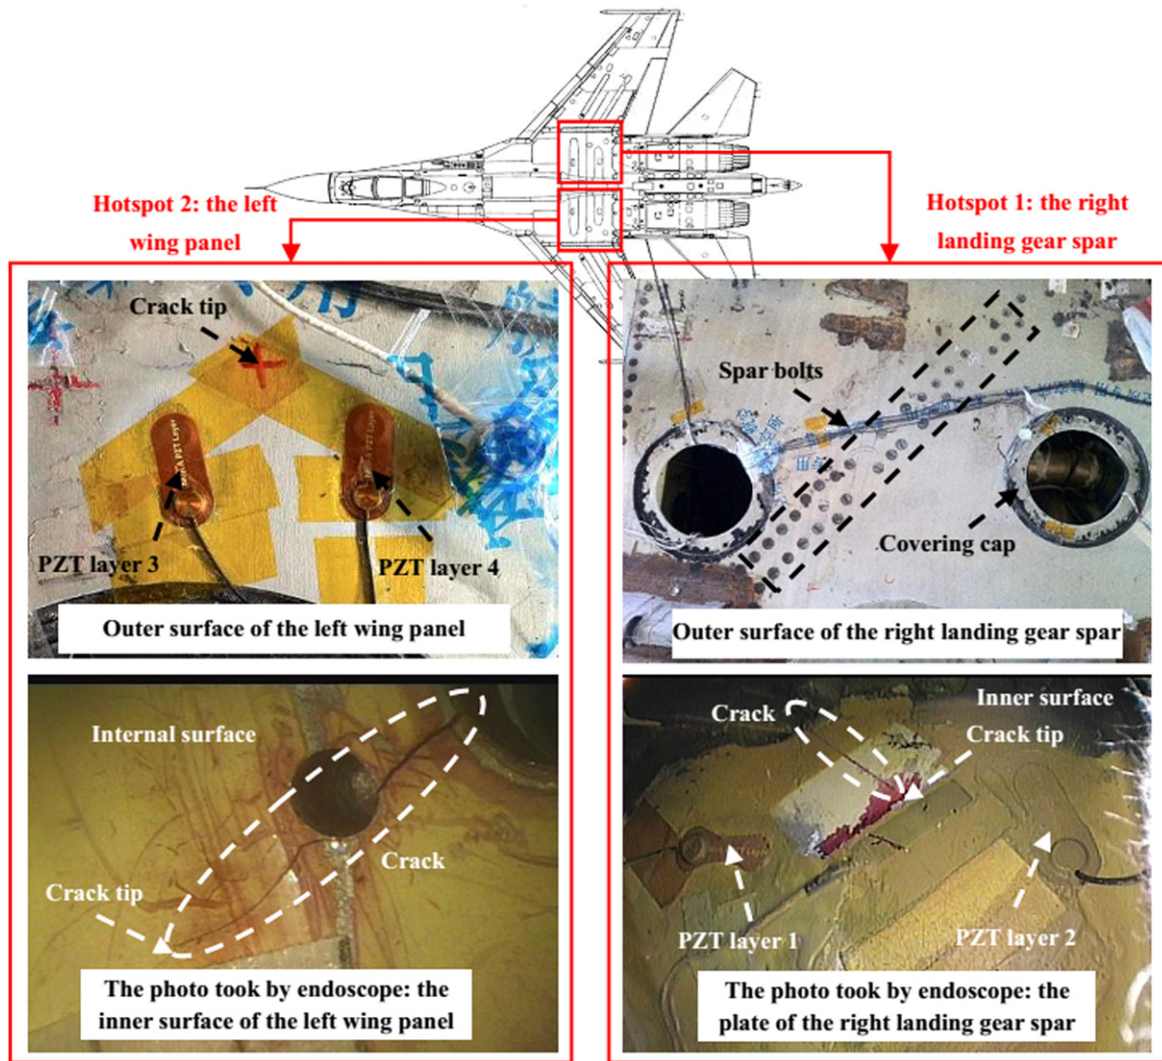 Hotspot 2: the left
wing panel
Hotspot 1: the right
landing gear spar
Crack tip
PZT Layer
PZT Layer
PZT layer 3
PZT layer 4
Outer surface of the left wing panel
Spar bolts
Covering cap
Outer surface of the right landing gear spar
Internal surface
Crack
Crack tip
The photo took by endoscope: the
inner surface of the left wing panel
Crack
Inner surface
Crack tip
PZT layer 1
PZT layer 2
The photo took by endoscope: the
plate of the right landing gear spar